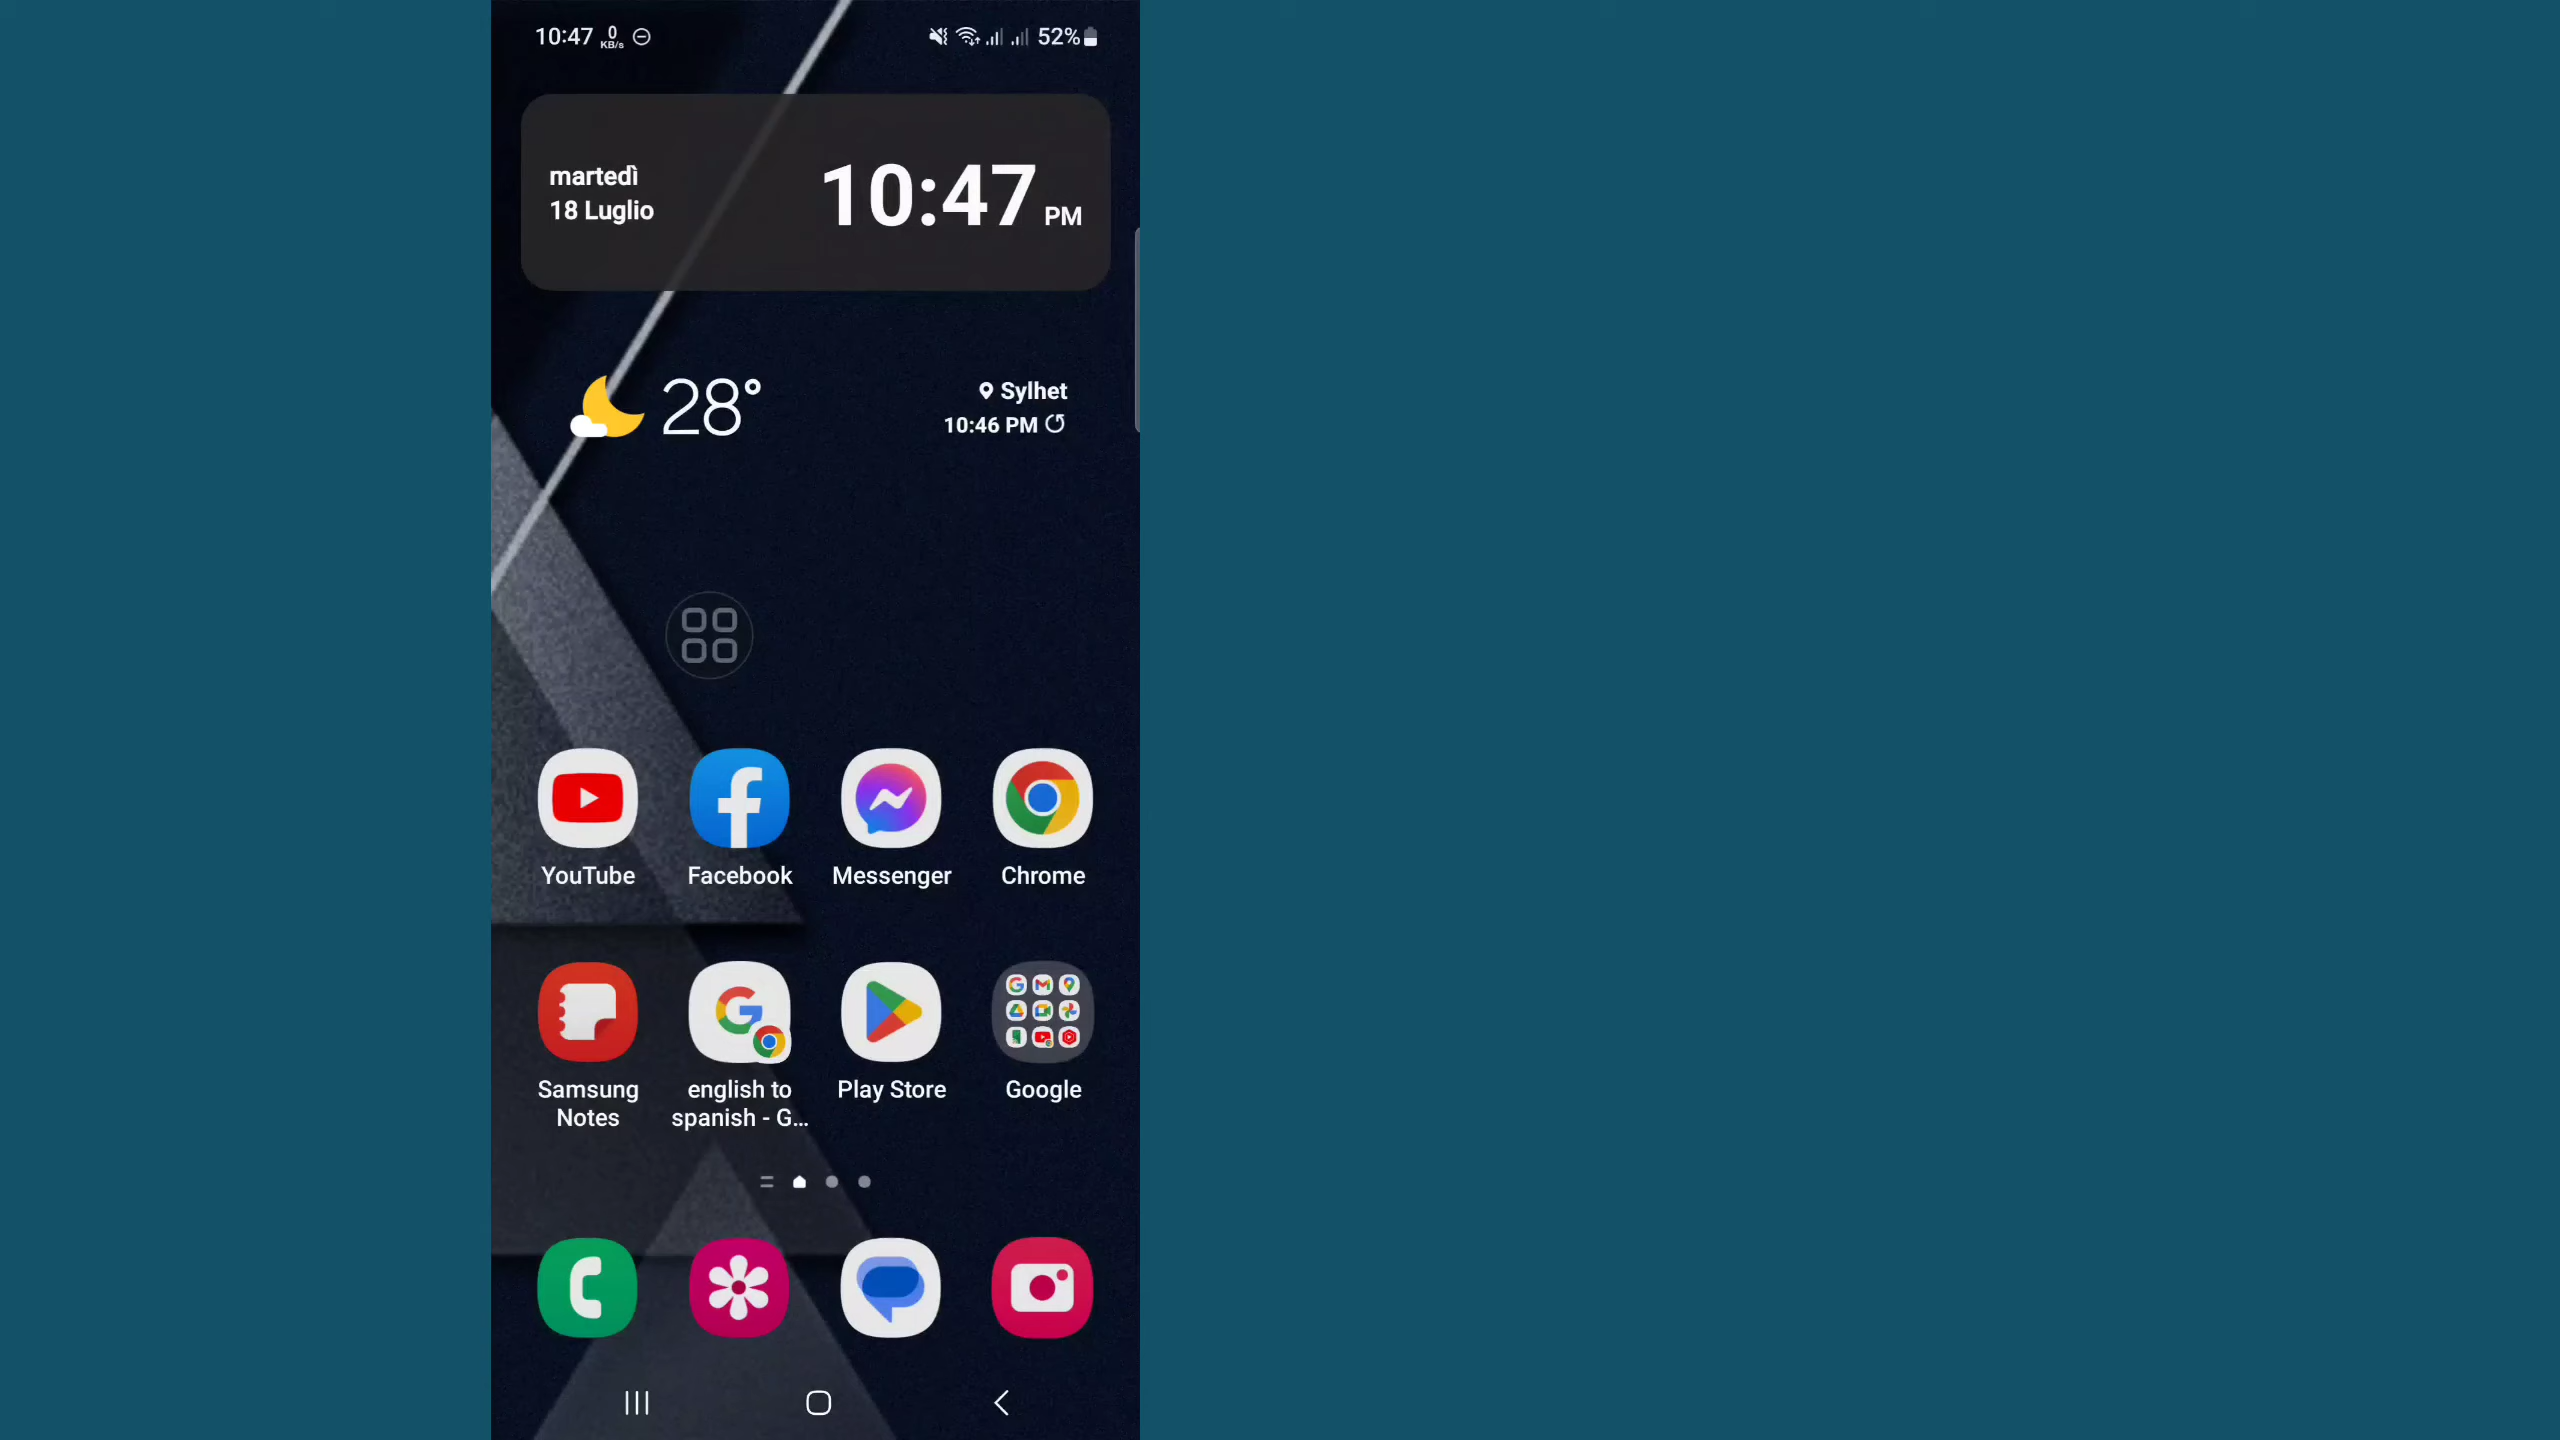 10:47 0 KB/s 52%
martedì
18 Luglio
10:47 PM
28°
Sylhet
10:46 PM
YouTube
Facebook
Messenger
Chrome
Samsung
Notes
english to
spanish - G...
Play Store
Google